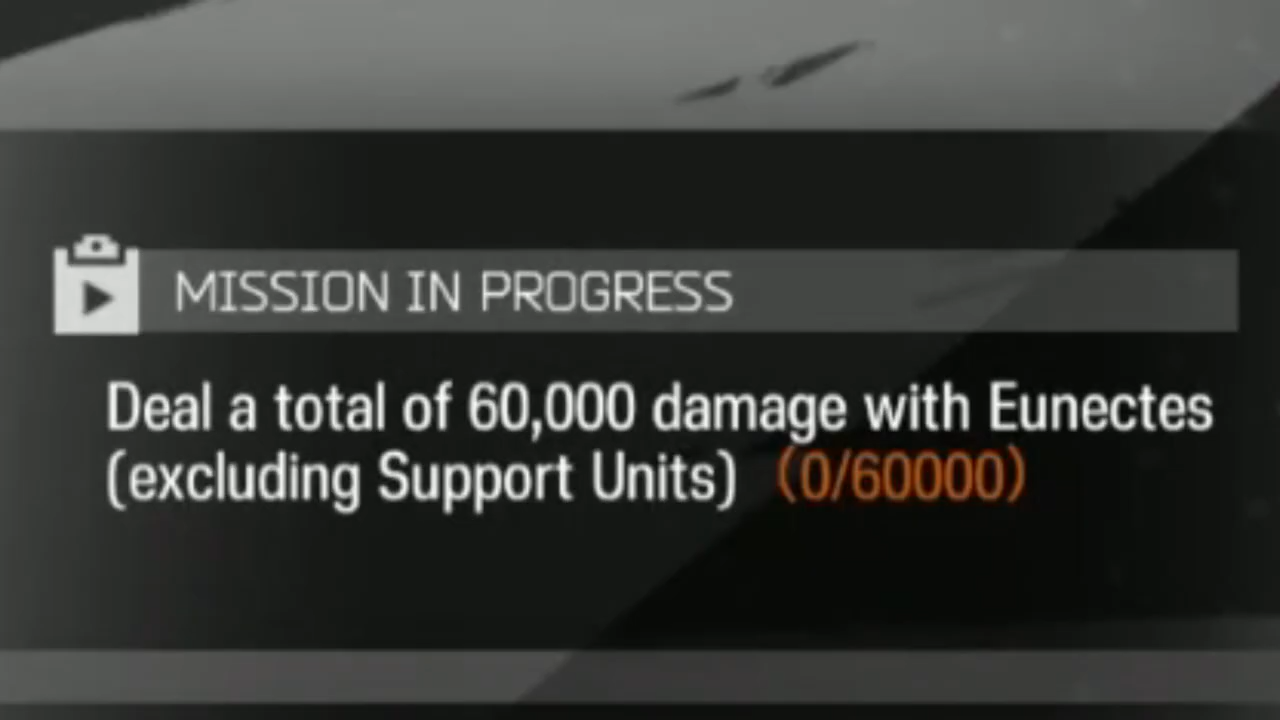 MISSION IN PROGRESS
Deal a total of 60,000 damage with Eunectes
(excluding Support Units) (0/60000)